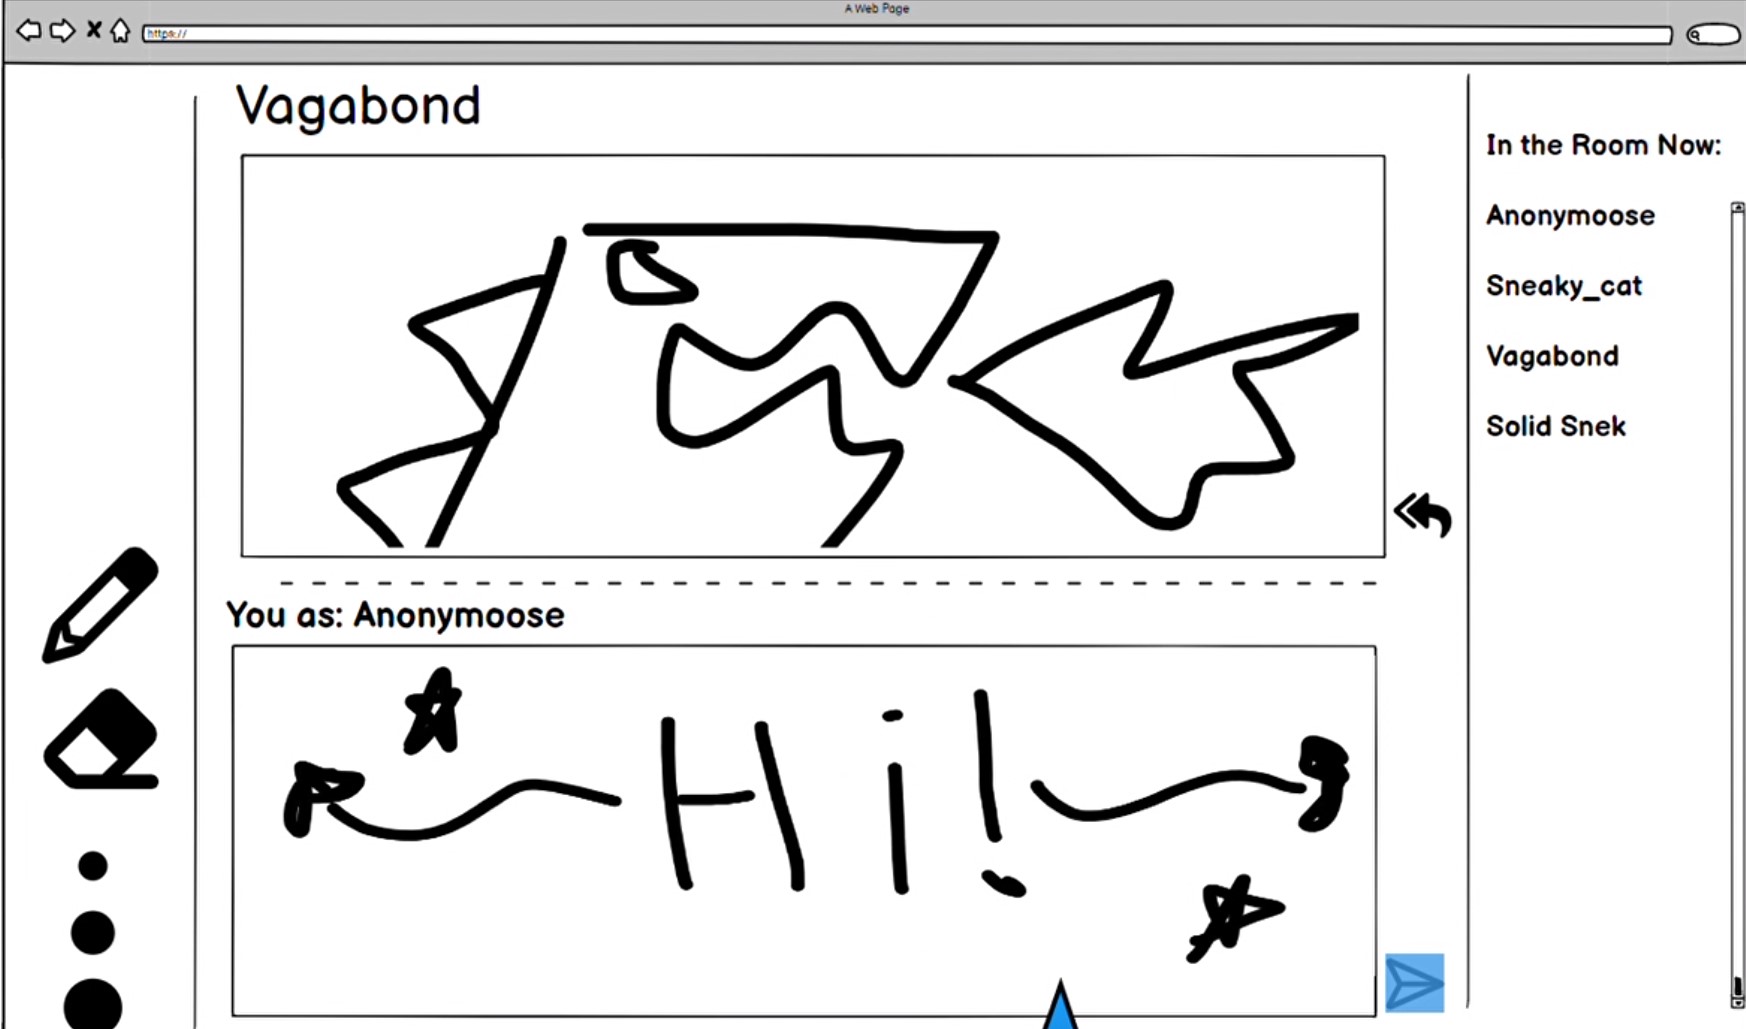 A Web Page
https://
Vagabond
In the Room Now:
Anonymoose
Sneaky_cat
Vagabond
Solid Snek
You as: Anonymoose
Hi!